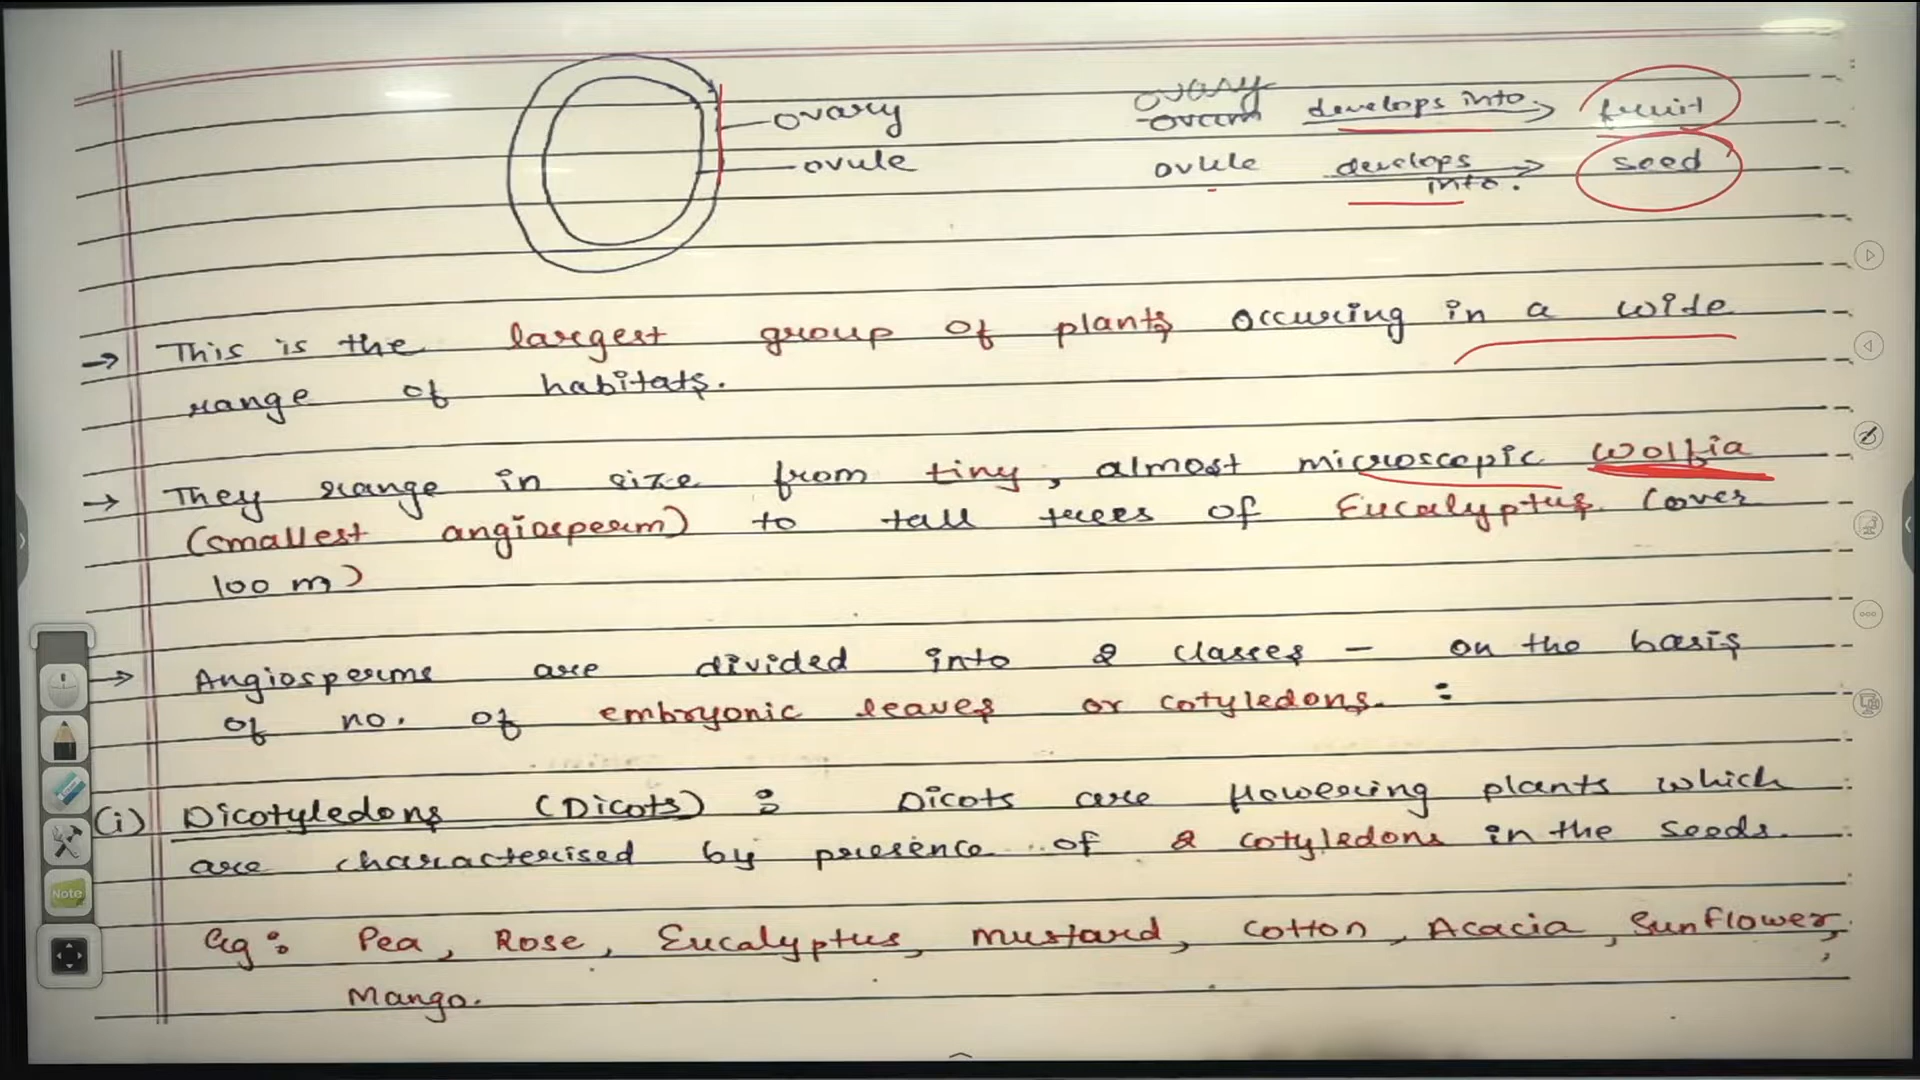 ovary ovary develops into fruit
ovule ovule develops into. seed
→ This is the largest group of plants occuring in a wide
range of habitats.
→ They range in size from tiny, almost microscopic wolfia
(smallest angiosperm) to tall trees of Eucalyptus (over
100 m)
→ Angiosperms are divided into 2 classes - on the basis
of no. of embryonic leaves or cotyledons. :
(i) Dicotyledons (Dicots) : Dicots are flowering plants which
are characterised by presence of 2 cotyledons in the seeds.
Eg : Pea, Rose, Eucalyptus, Mustard, Cotton, Acacia, Sunflower,
Mango.
Note